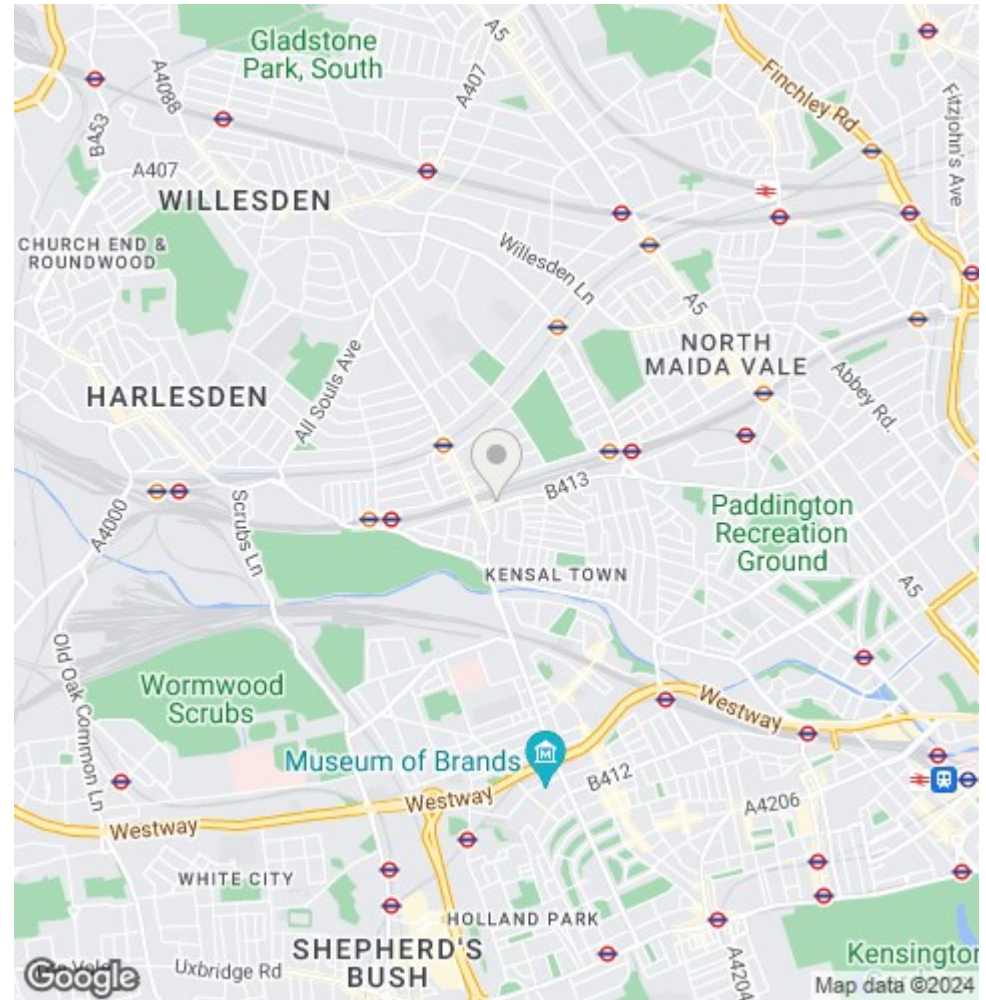 Gladstone
Park, South
A5
A407
A4088
B453
A407
Finchley Rd
Fitzjohn's Ave
WILLESDEN
CHURCH END &
ROUNDWOOD
Willesden Ln
A5
NORTH
MAIDA VALE
All Souls Ave
Abbey Rd.
HARLESDEN
B413
A4000
Scrubs Ln
Paddington
Recreation
Ground
KENSAL TOWN
A5
Old Oak Common Ln
Wormwood
Scrubs
Westway
M
Museum of Brands
B412
Westway
A4206
Westway
WHITE CITY
HOLLAND PARK
SHEPHERD'S
BUSH
Kensington
Uxbridge Rd
A4204
Google
Map data ©2024